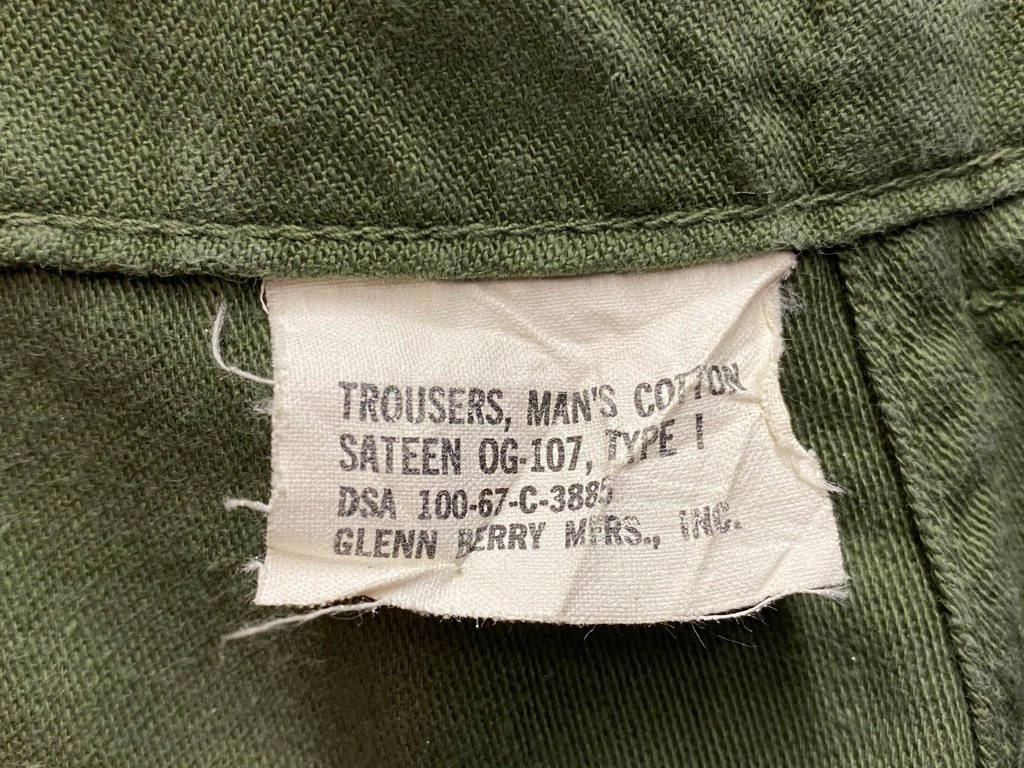 TROUSERS, MAN'S COTTON
SATEEN OG-107, TYPE I
DSA 100-67-C-3885
GLENN BERRY MFRS., INC.